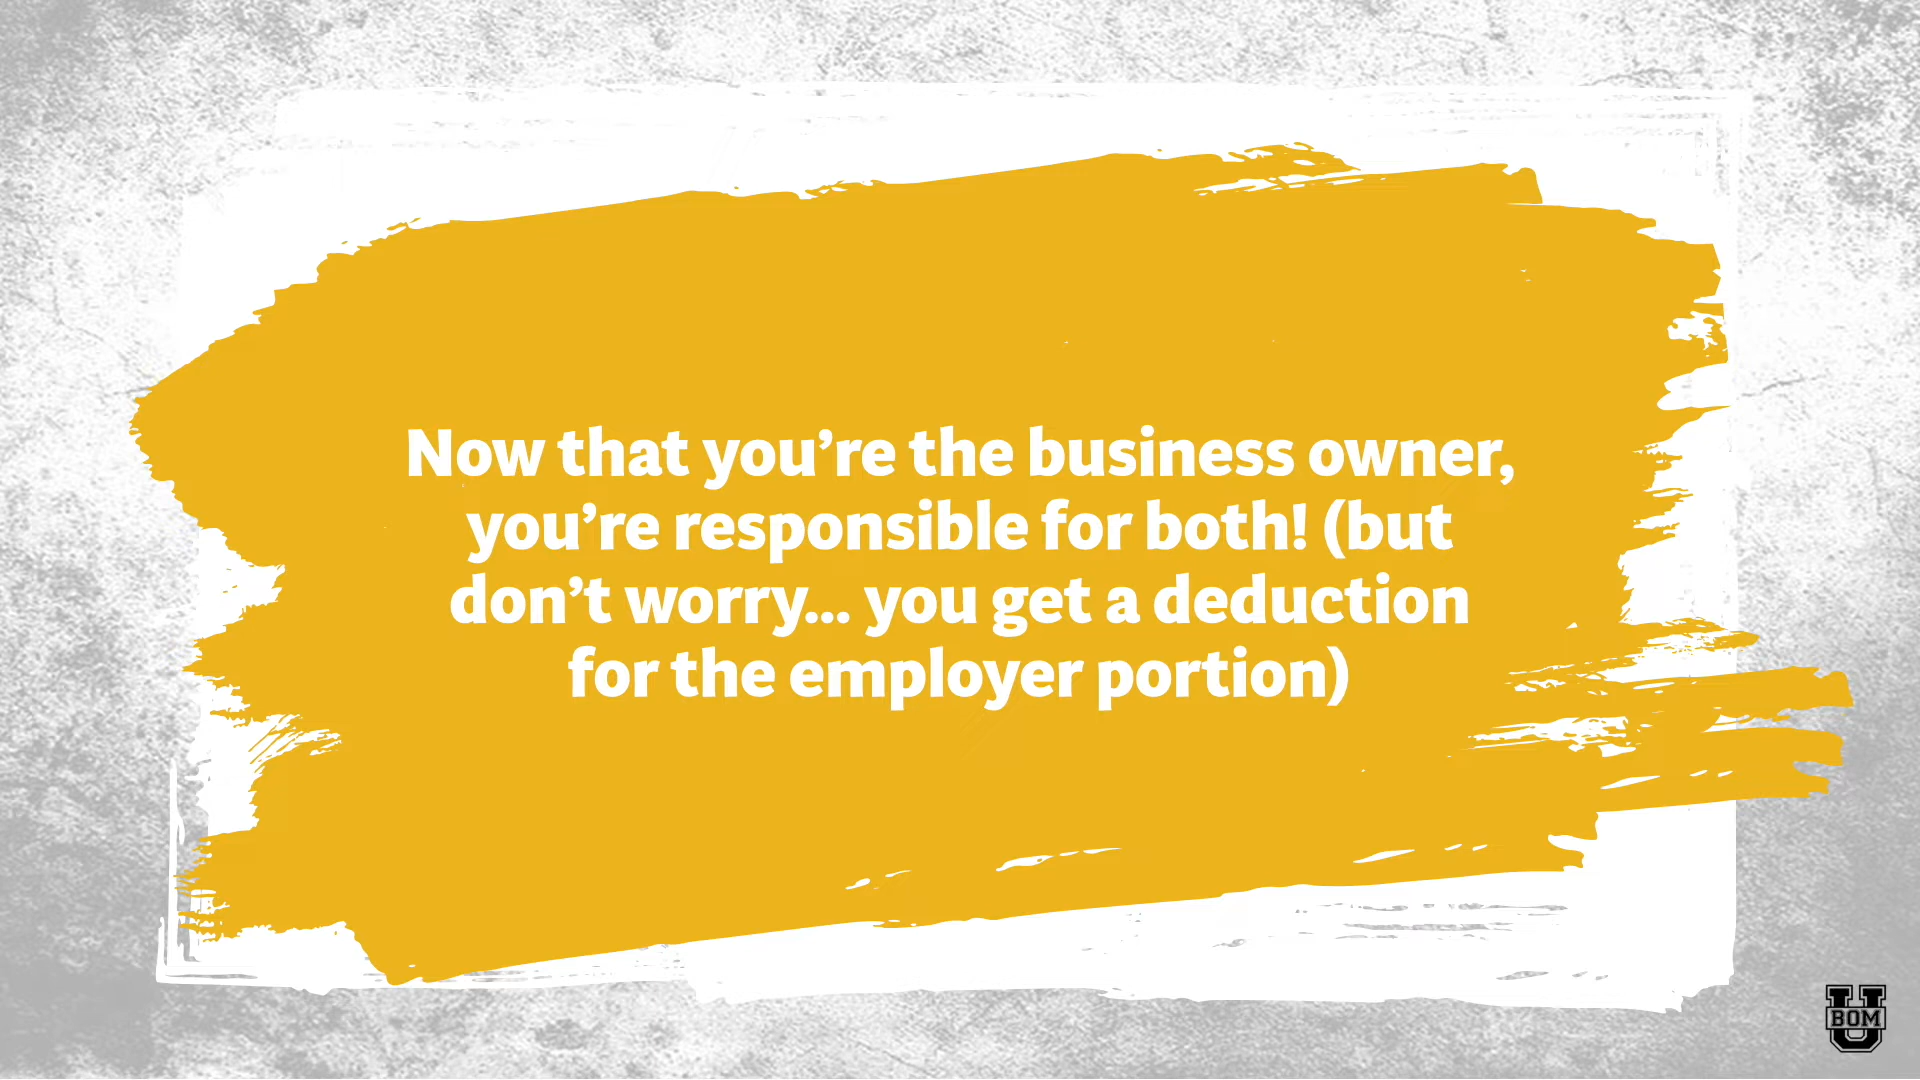 Now that you’re the business owner,
you’re responsible for both! (but
don’t worry... you get a deduction
for the employer portion)
U
BOM